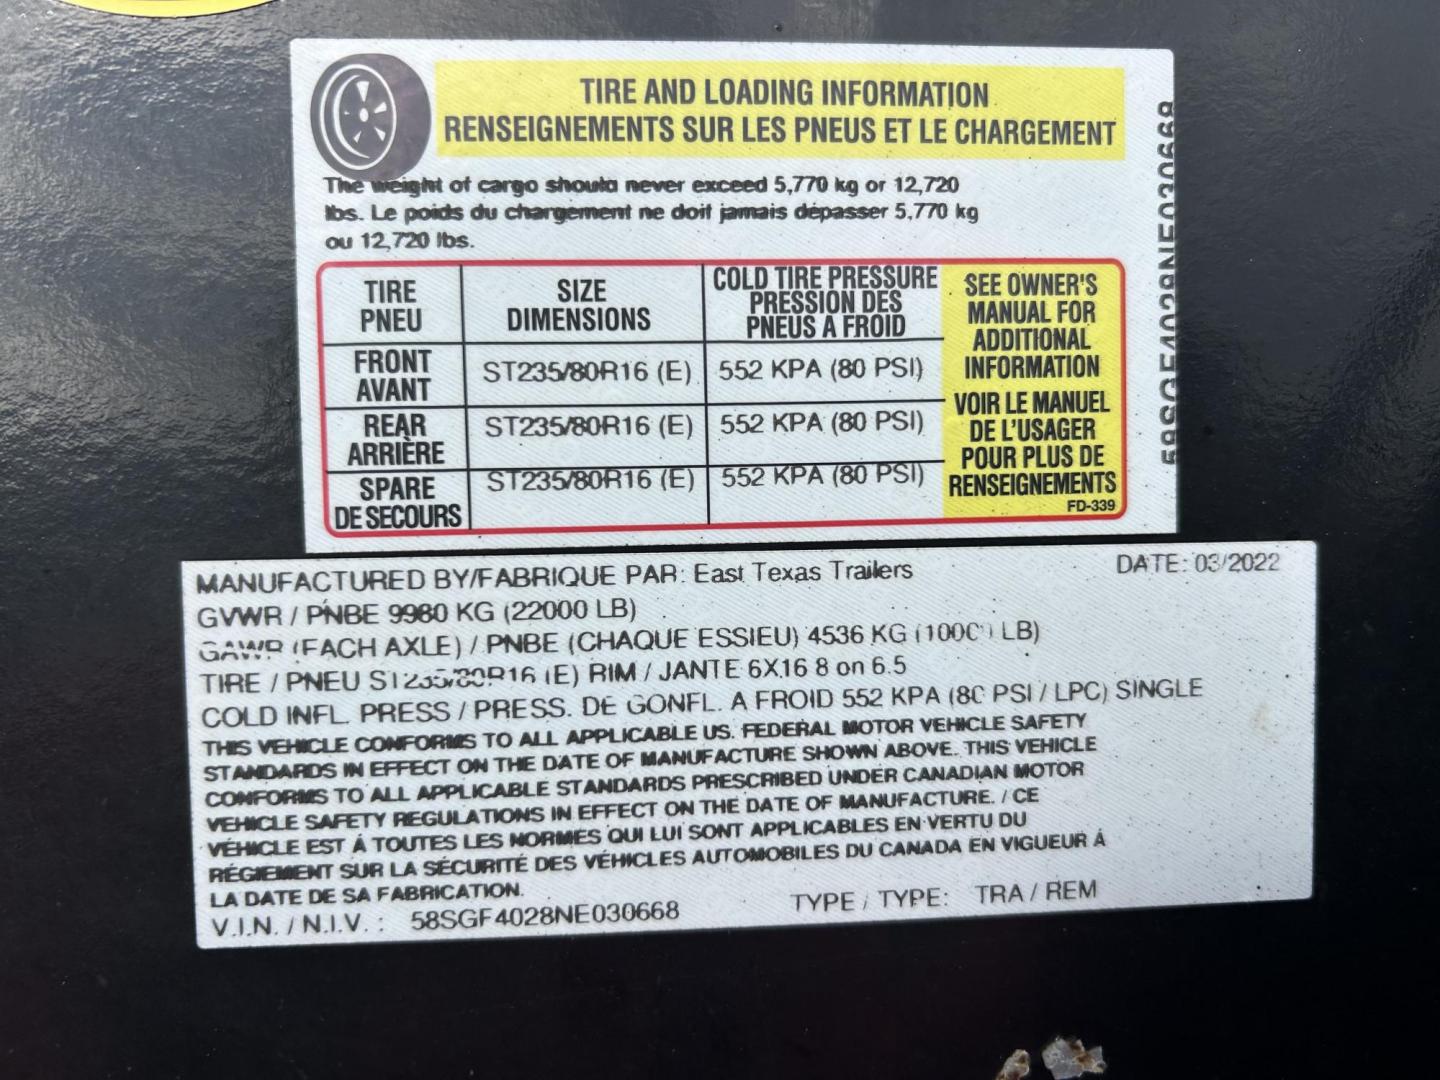 TIRE AND LOADING INFORMATION
RENSEIGNEMENTS SUR LES PNEUS ET LE CHARGEMENT
The weight of cargo should never exceed 5,770 kg or 12,720
lbs. Le poids du chargement ne doit jamais dépasser 5,770 kg
ou 12,720 lbs.
TIRE
PNEU
SIZE
DIMENSIONS
COLD TIRE PRESSURE
PRESSION DES
PNEUS A FROID
FRONT
AVANT
ST235/80R16 (E)
552 KPA (80 PSI)
REAR
ARRIÈRE
ST235/80R16 (E)
552 KPA (80 PSI)
SPARE
DE SECOURS
ST235/80R16 (E)
552 KPA (80 PSI)
SEE OWNER'S
MANUAL FOR
ADDITIONAL
INFORMATION
VOIR LE MANUEL
DE L'USAGER
POUR PLUS DE
RENSEIGNEMENTS
FD-339
58SGF4028NE030668
MANUFACTURED BY/FABRIQUE PAR: East Texas Trailers
DATE: 03/2022
GVWR / PNBE 9980 KG (22000 LB)
GAWR (EACH AXLE) / PNBE (CHAQUE ESSIEU) 4536 KG (10000 LB)
TIRE / PNEU ST235/80R16 (E) RIM / JANTE 6X16 8 on 6.5
COLD INFL. PRESS / PRESS. DE GONFL. A FROID 552 KPA (80 PSI / LPC) SINGLE
THIS VEHICLE CONFORMS TO ALL APPLICABLE US. FEDERAL MOTOR VEHICLE SAFETY
STANDARDS IN EFFECT ON THE DATE OF MANUFACTURE SHOWN ABOVE. THIS VEHICLE
CONFORMS TO ALL APPLICABLE STANDARDS PRESCRIBED UNDER CANADIAN MOTOR
VEHICLE SAFETY REGULATIONS IN EFFECT ON THE DATE OF MANUFACTURE. / CE
VÉHICLE EST À TOUTES LES NORMES QUI LUI SONT APPLICABLES EN VERTU DU
RÉGIEMENT SUR LA SÉCURITÉ DES VÉHICLES AUTOMOBILES DU CANADA EN VIGUEUR À
LA DATE DE SA FABRICATION.
V.I.N. / N.I.V. : 58SGF4028NE030668
TYPE / TYPE: TRA / REM